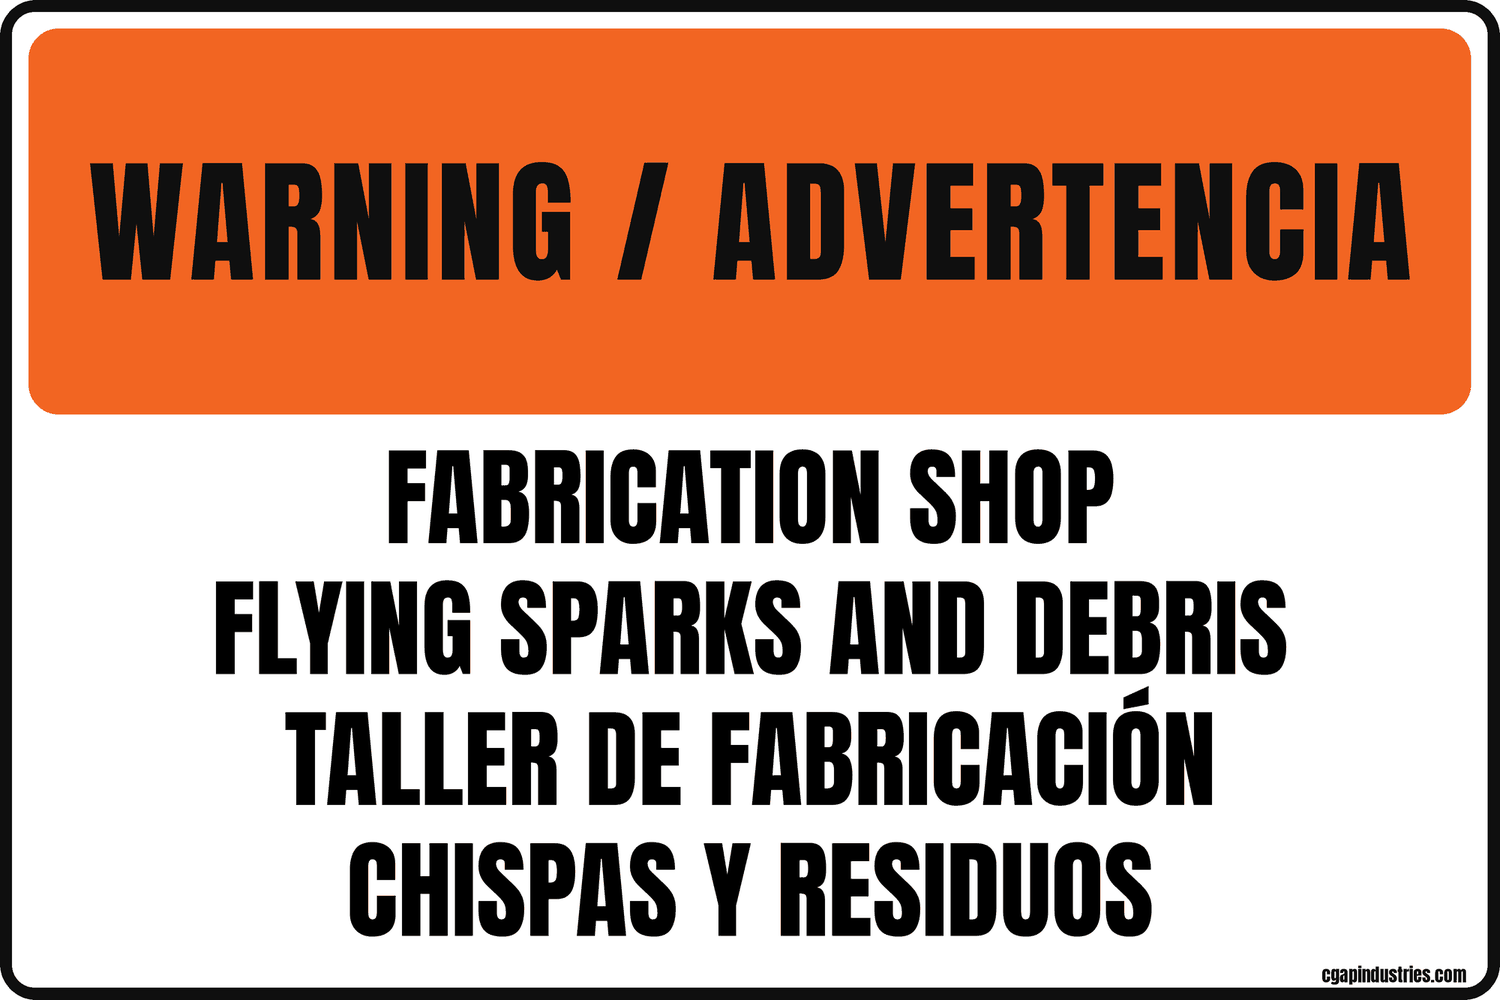 WARNING / ADVERTENCIA
FABRICATION SHOP
FLYING SPARKS AND DEBRIS
TALLER DE FABRICACIÓN
CHISPAS Y RESIDUOS
cgapindustries.com